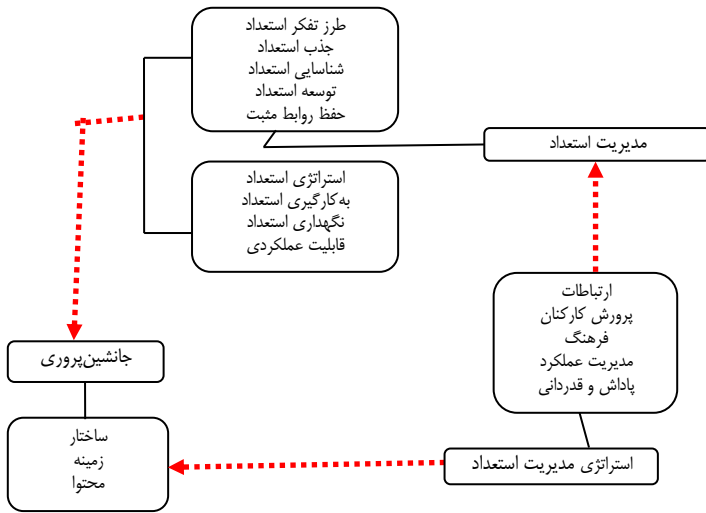 طرز تفکر استعداد
جذب استعداد
شناسایی استعداد
توسعه استعداد
حفظ روابط مثبت
مدیریت استعداد
استراتژی استعداد
به‌کارگیری استعداد
نگهداری استعداد
قابلیت عملکردی
ارتباطات
پرورش کارکنان
فرهنگ
مدیریت عملکرد
پاداش و قدردانی
جانشین‌پروری
ساختار
زمینه
محتوا
استراتژی مدیریت استعداد